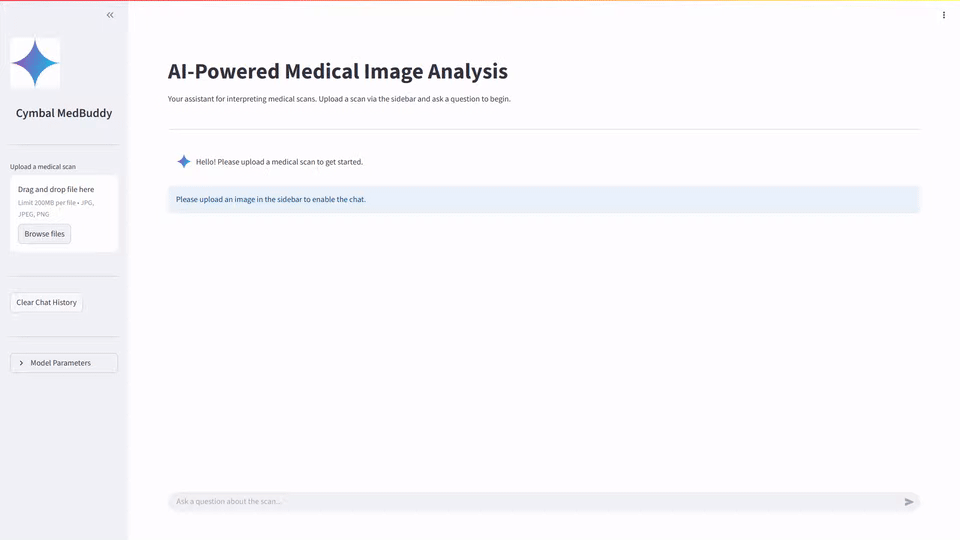 Cymbal MedBuddy
Upload a medical scan
Drag and drop file here
Limit 200MB per file • JPG,
JPEG, PNG
Browse files
Clear Chat History
Model Parameters
AI-Powered Medical Image Analysis
Your assistant for interpreting medical scans. Upload a scan via the sidebar and ask a question to begin.
Hello! Please upload a medical scan to get started.
Please upload an image in the sidebar to enable the chat.
Ask a question about the scan...